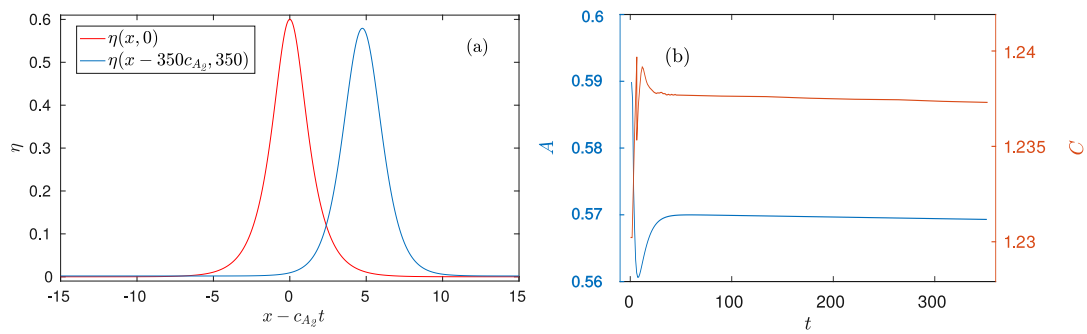 0.6
0.5
0.4
0.3
0.2
0.1
0
η
-15
-10
-5
0
5
10
15
x − c_{A_2}t
η(x, 0)
η(x − 350c_{A_2}, 350)
(a)
0.6
0.59
0.58
0.57
0.56
A
(b)
1.24
1.235
1.23
C
0
100
200
300
t